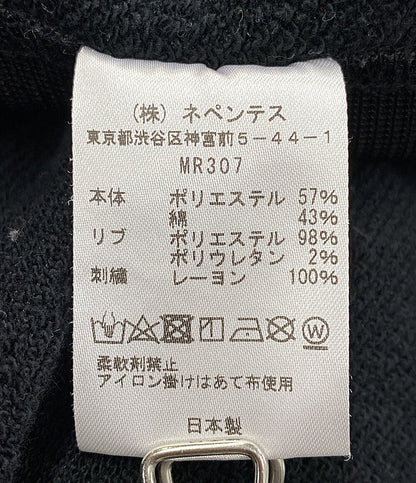 (株) ネペンテス
東京都渋谷区神宮前5-44-1
MR307
本体 ポリエステル 57%
綿 43%
リブ ポリエステル 98%
ポリウレタン 2%
刺繍 レーヨン 100%
W
柔軟剤禁止
アイロン掛けはあて布使用
日本製